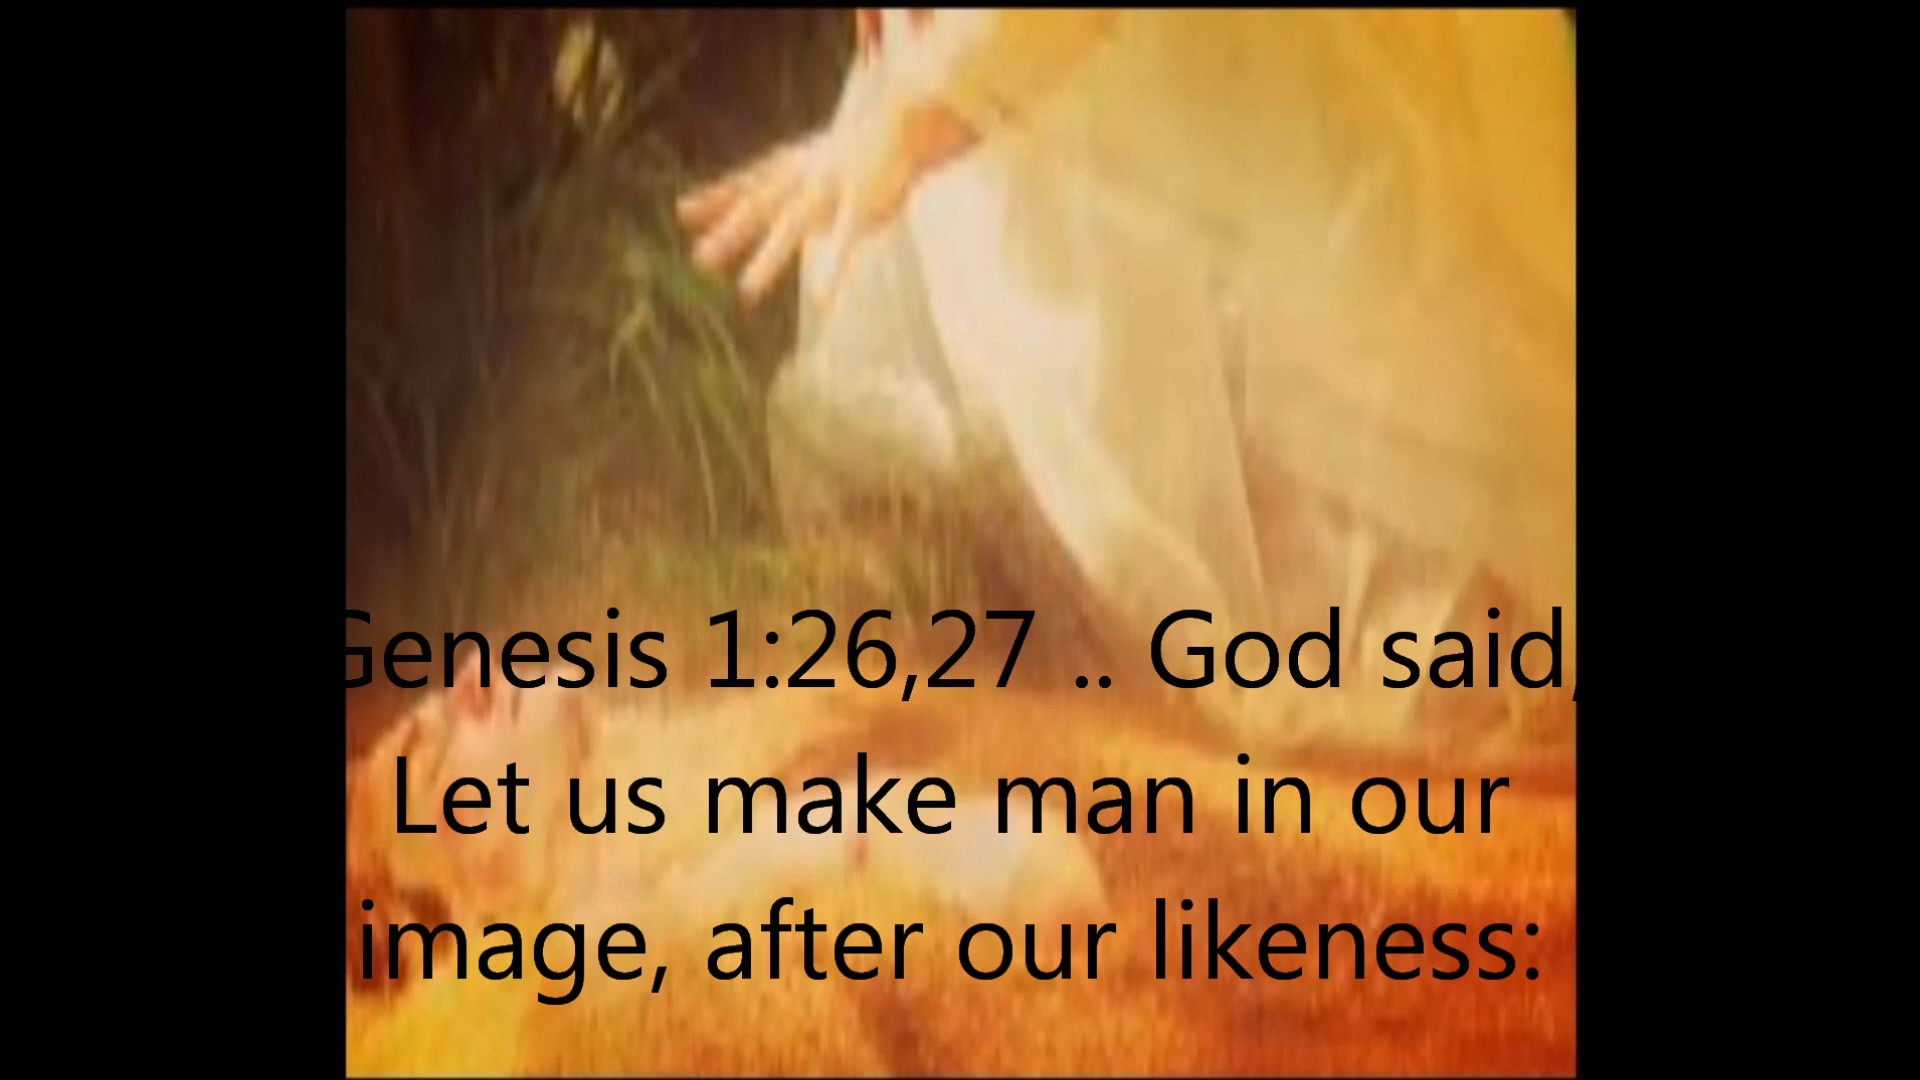 Genesis 1:26,27 .. God said,
Let us make man in our
image, after our likeness: